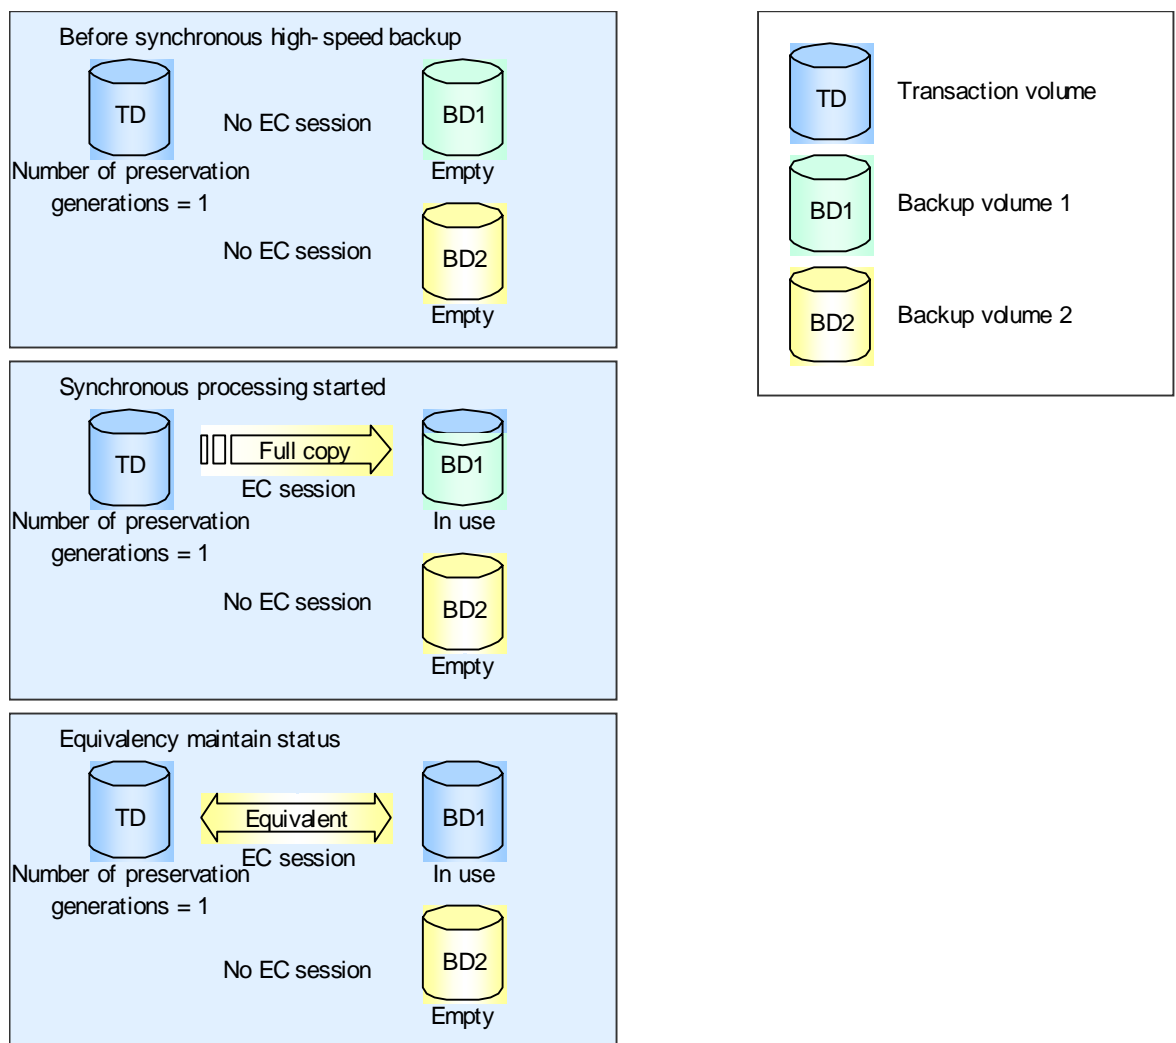 Before synchronous high-speed backup
TD
No EC session
BD1
Number of preservation
generations = 1
Empty
No EC session
BD2
Empty
Synchronous processing started
TD
Full copy
EC session
BD1
Number of preservation
generations = 1
In use
No EC session
BD2
Empty
Equivalency maintain status
TD
Equivalent
EC session
BD1
Number of preservation
generations = 1
In use
No EC session
BD2
Empty
TD
Transaction volume
BD1
Backup volume 1
BD2
Backup volume 2